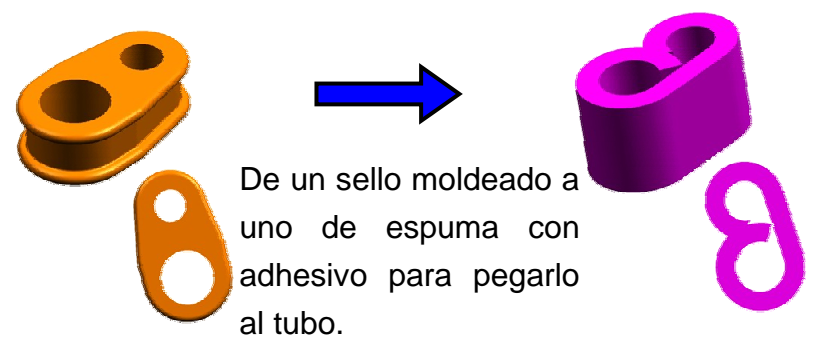 De un sello moldeado a
uno de espuma con
adhesivo para pegarlo
al tubo.